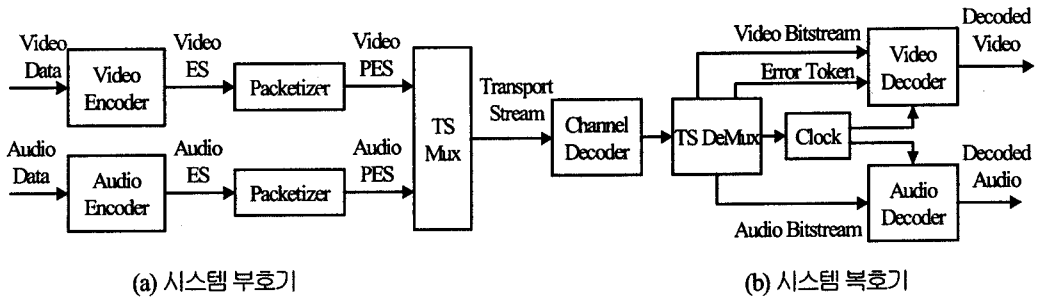 Video
Data
Video
Encoder
Video
ES
Packetizer
Video
PES
Audio
Data
Audio
Encoder
Audio
ES
Packetizer
Audio
PES
TS
Mux
Transport
Stream
Channel
Decoder
TS DeMux
Video Bitstream
Error Token
Clock
Audio Bitstream
Video
Decoder
Decoded
Video
Audio
Decoder
Decoded
Audio
(a) 시스템 부호기
(b) 시스템 복호기